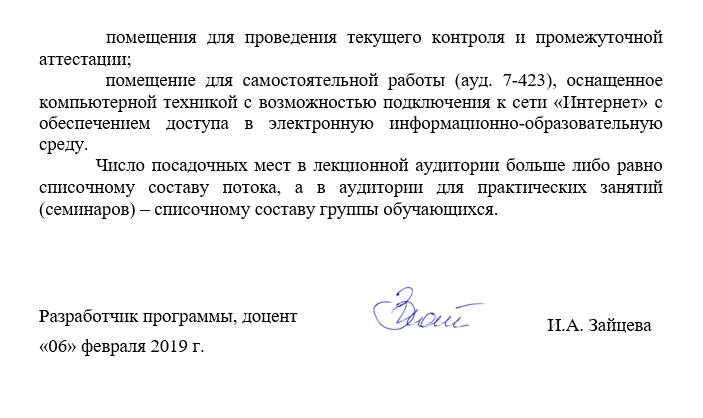 помещения для проведения текущего контроля и промежуточной
аттестации;
помещение для самостоятельной работы (ауд. 7-423), оснащенное
компьютерной техникой с возможностью подключения к сети «Интернет» с
обеспечением доступа в электронную информационно-образовательную
среду.
Число посадочных мест в лекционной аудитории больше либо равно
списочному составу потока, а в аудитории для практических занятий
(семинаров) – списочному составу группы обучающихся.
Разработчик программы, доцент
И.А. Зайцева
«06» февраля 2019 г.